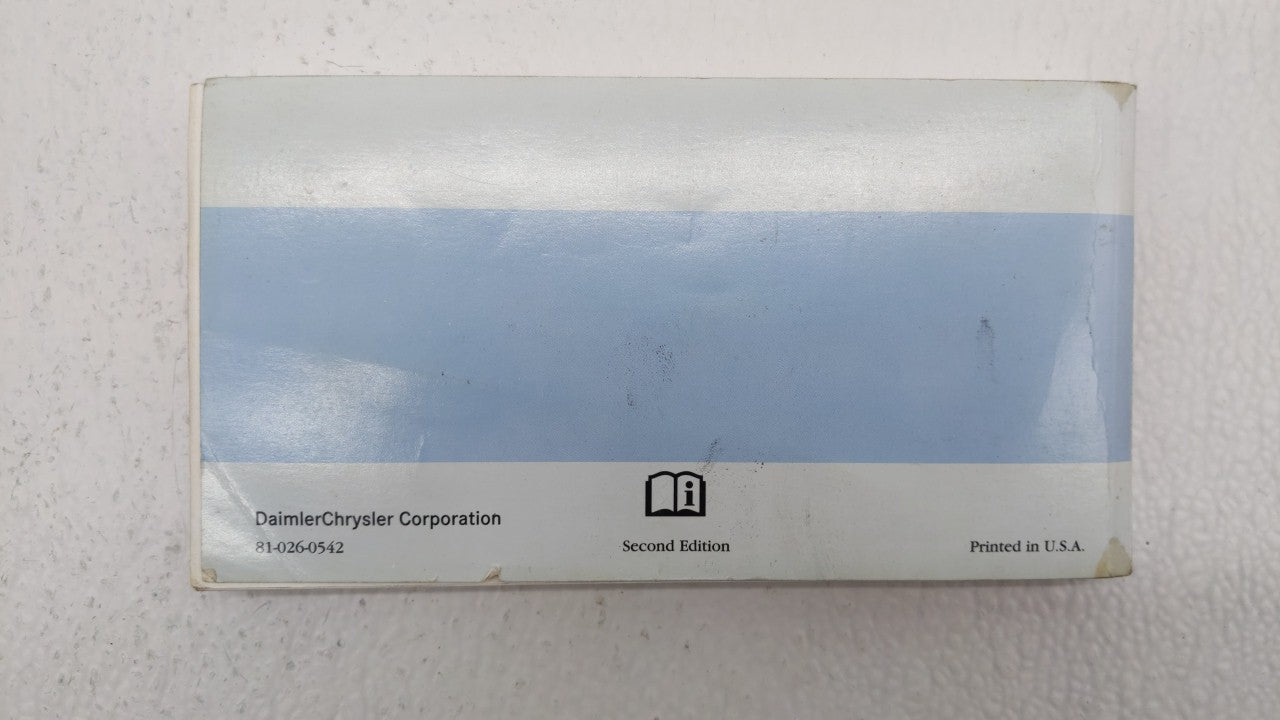 DaimlerChrysler Corporation
81-026-0542
i
Second Edition
Printed in U.S.A.